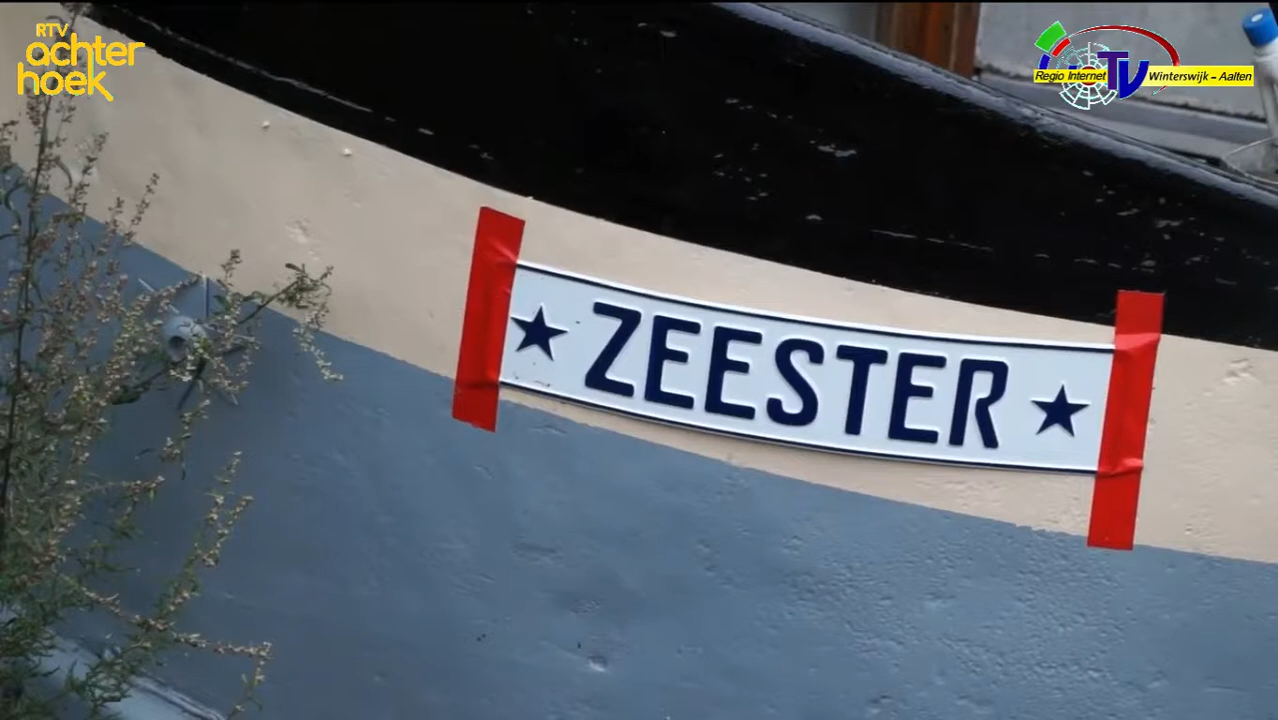 RTV
achter
hoek
Regio Internet TV Winterswijk - Aalten
ZEESTER